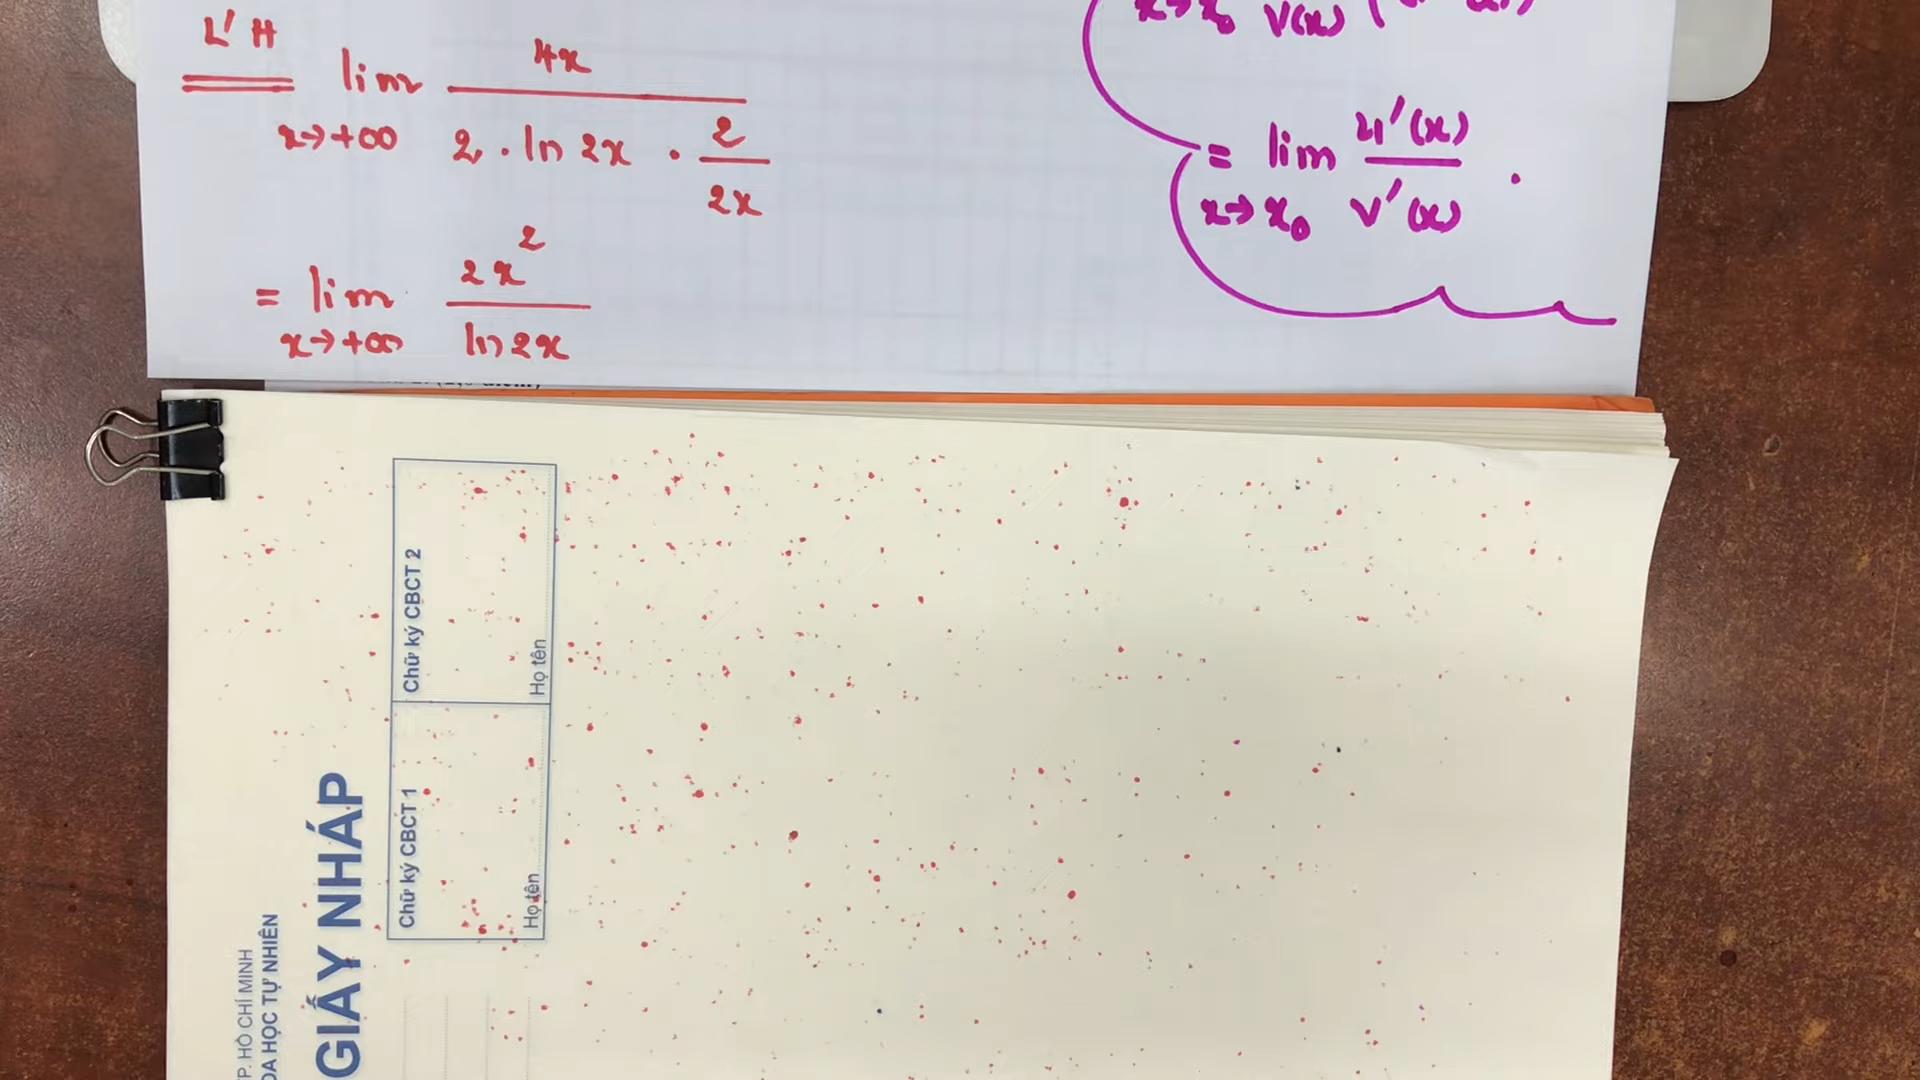 L'H
lim 4x
x→+∞ 2 . ln 2x . 2
2x
= lim 2x²
x→+∞ ln 2x
x→x₀ V(x)
= lim u'(x) .
x→x₀ V'(x)
TP. HỒ CHÍ MINH
OA HỌC TỰ NHIÊN
GIẤY NHÁP
Chữ ký CBCT 1
Họ tên
Chữ ký CBCT 2
Họ tên